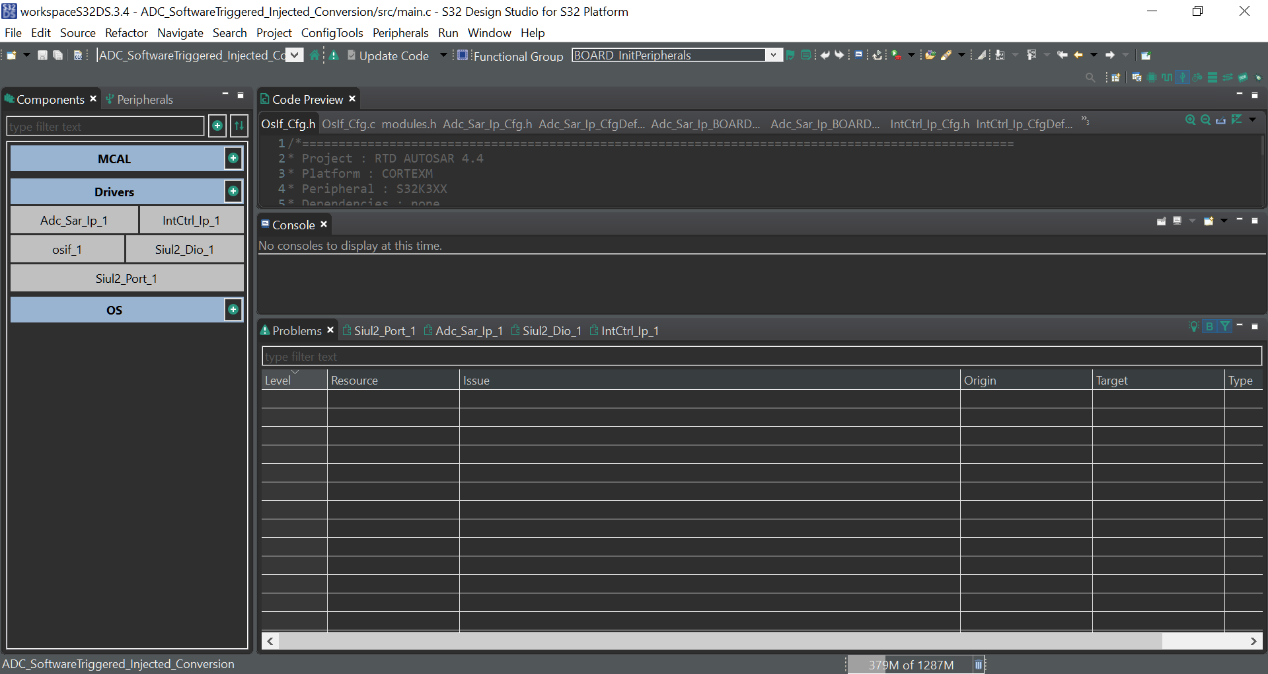 workspaceS32DS.3.4 - ADC_SoftwareTriggered_Injected_Conversion/src/main.c - S32 Design Studio for S32 Platform
File Edit Source Refactor Navigate Search Project ConfigTools Peripherals Run Window Help
ADC_SoftwareTriggered_Injected_Co Update Code Functional Group BOARD_InitPeripherals
Components Peripherals
type filter text
MCAL
Drivers
Adc_Sar_Ip_1 IntCtrl_Ip_1
osif_1 Siul2_Dio_1
Siul2_Port_1
OS
Code Preview
OsIf_Cfg.h OsIf_Cfg.c modules.h Adc_Sar_Ip_Cfg.h Adc_Sar_Ip_CfgDef... Adc_Sar_Ip_BOARD... Adc_Sar_Ip_BOARD... IntCtrl_Ip_Cfg.h IntCtrl_Ip_CfgDef... »
1 /*==================================================================================================
2 * Project : RTD AUTOSAR 4.4
3 * Platform : CORTEXM
4 * Peripheral : S32K3XX
5 * Dependencies : none
Console
No consoles to display at this time.
Problems Siul2_Port_1 Adc_Sar_Ip_1 Siul2_Dio_1 IntCtrl_Ip_1
type filter text
Level Resource Issue Origin Target Type
ADC_SoftwareTriggered_Injected_Conversion
379M of 1287M